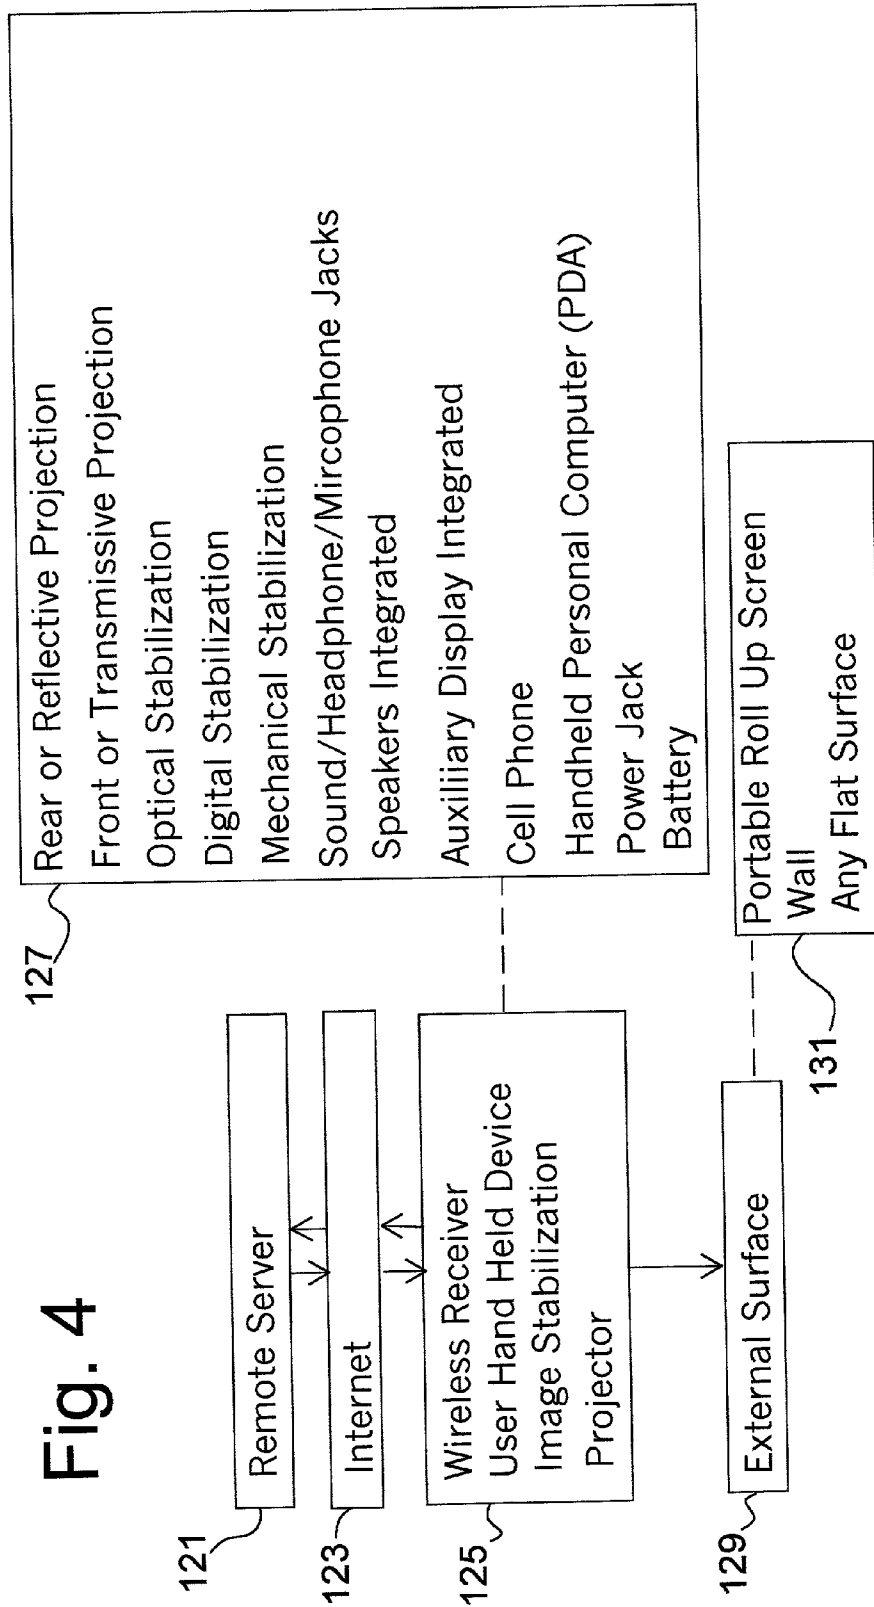 Fig. 4
121
Remote Server
123
Internet
125
Wireless Receiver
User Hand Held Device
Image Stabilization
Projector
129
External Surface
127
Rear or Reflective Projection
Front or Transmissive Projection
Optical Stabilization
Digital Stabilization
Mechanical Stabilization
Sound/Headphone/Mircophone Jacks
Speakers Integrated
Auxilliary Display Integrated
Cell Phone
Handheld Personal Computer (PDA)
Power Jack
Battery
131
Portable Roll Up Screen
Wall
Any Flat Surface